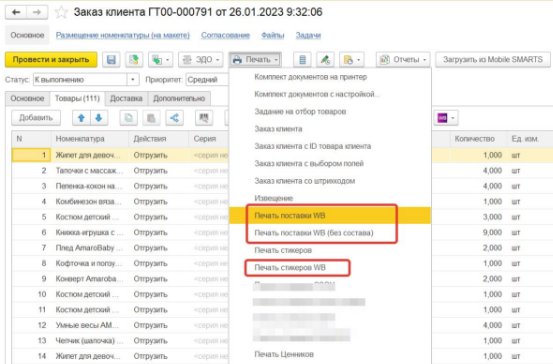 Заказ клиента ГТ00-000791 от 26.01.2023 9:32:06
Основное Размещение номенклатуры (на макете) Согласование Файлы Задачи
Провести и закрыть ЭДО Печать Отчеты Загрузить из Mobile SMARTS
Статус: К выполнению Приоритет: Средний
Основное Товары (111) Доставка Дополнительно
Добавить
N Номенклатура Действия Серия Количество Ед. изм.
1 Жилет для девоч... Отгрузить <серия не 1,000 шт
2 Тапочки с массаж... Отгрузить <серия не 4,000 шт
3 Пеленка-кокон на... Отгрузить <серия не 4,000 шт
4 Комбинезон вяза... Отгрузить <серия не 1,000 шт
5 Костюм детский ... Отгрузить <серия не 3,000 шт
6 Книжка-игрушка с ... Отгрузить <серия не 9,000 шт
7 Плед AmaroBaby ... Отгрузить <серия не 2,000 шт
8 Кофточка и погоу... Отгрузить <серия не 1,000 шт
9 Конверт Amaroba... Отгрузить <серия не 2,000 шт
10 Костюм детский ... Отгрузить <серия не 1,000 шт
11 Костюм детский ... Отгрузить <серия не 1,000 шт
12 Умные весы AM... Отгрузить <серия не 4,000 шт
13 Чепчик (шапочка) ... Отгрузить <серия не 1,000 шт
14 Жилет для девоч... Отгрузить <серия не 1,000 шт
Комплект документов на принтер
Комплект документов с настройкой...
Задание на отбор товаров
Заказ клиента
Заказ клиента с ID товара клиента
Заказ клиента с выбором полей
Заказ клиента со штрихкодом
Извещение
Печать поставки WB
Печать поставки WB (без состава)
Печать стикеров
Печать стикеров WB
Печать Ценников